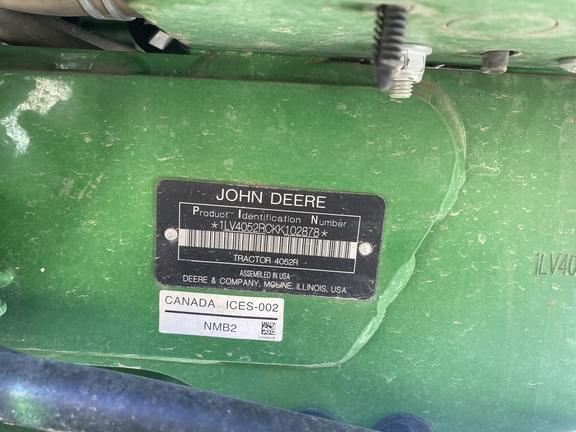 JOHN DEERE
Product Identification Number
*1LV4052RCKK102878*
TRACTOR 4052R
ASSEMBLED IN USA
DEERE & COMPANY, MOLINE, ILLINOIS, USA
CANADA ICES-002
NMB2
1LV40